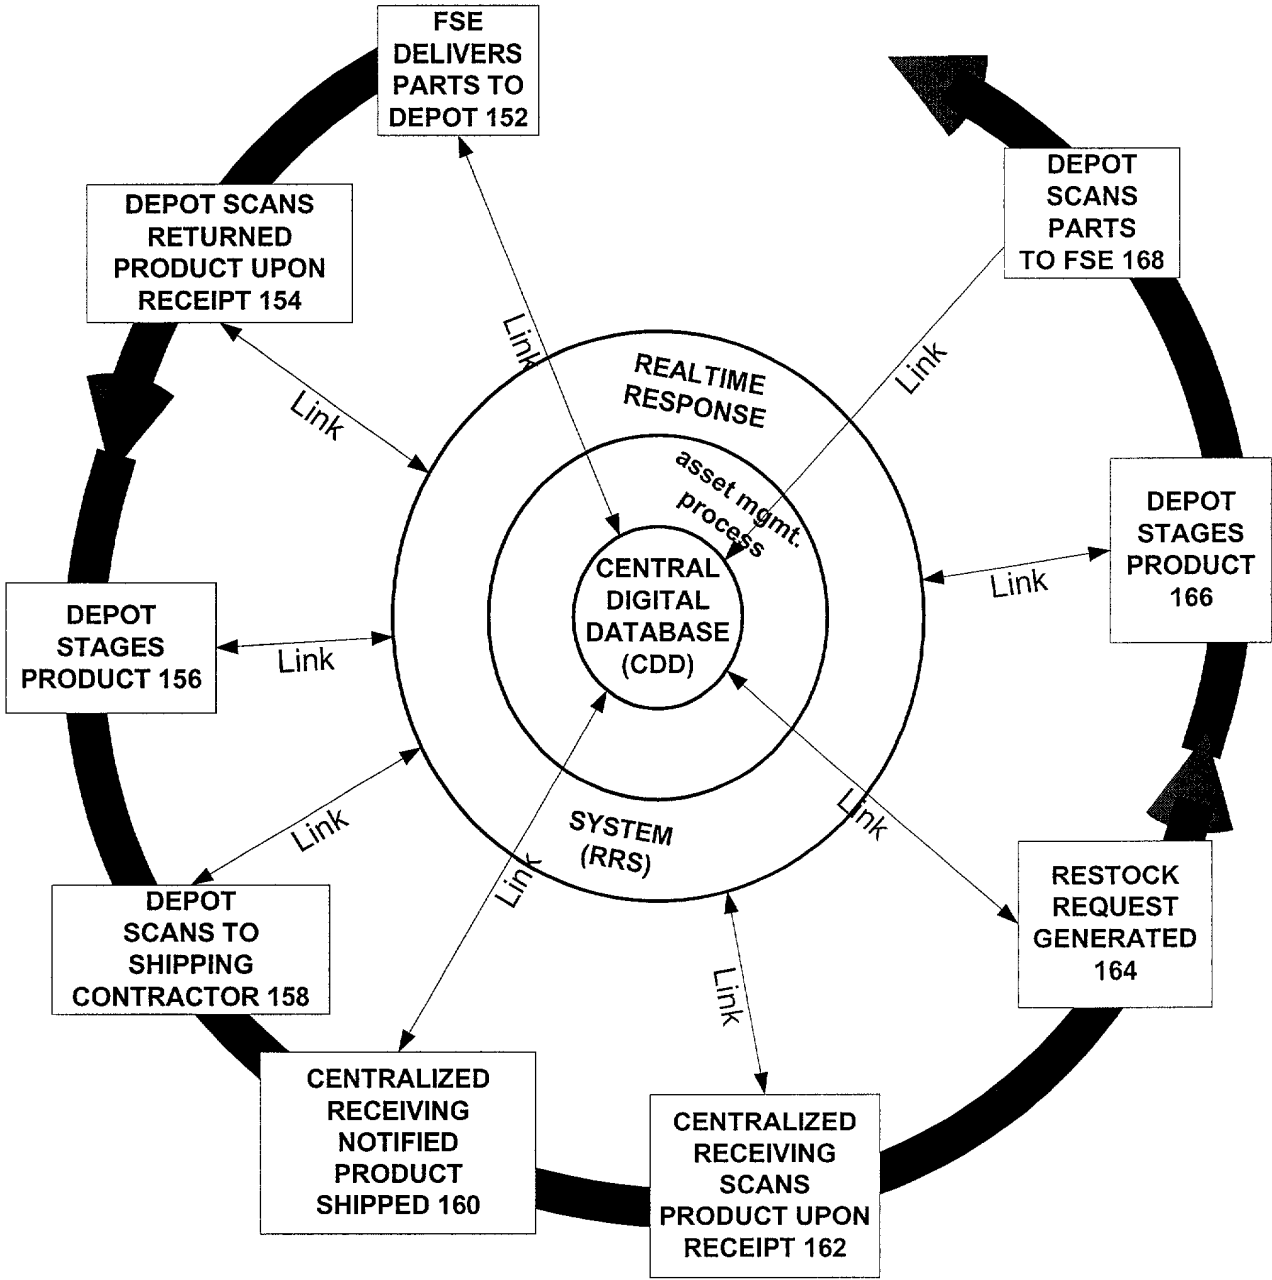 FSE
DELIVERS
PARTS TO
DEPOT 152
DEPOT SCANS
RETURNED
PRODUCT UPON
RECEIPT 154
DEPOT
SCANS
PARTS
TO FSE 168
Link
Link
Link
REALTIME
RESPONSE
asset mgmt.
process
DEPOT
STAGES
PRODUCT
166
Link
CENTRAL
DIGITAL
DATABASE
(CDD)
DEPOT
STAGES
PRODUCT 156
Link
Link
Link
SYSTEM
(RRS)
Link
Link
DEPOT
SCANS TO
SHIPPING
CONTRACTOR 158
RESTOCK
REQUEST
GENERATED
164
CENTRALIZED
RECEIVING
NOTIFIED
PRODUCT
SHIPPED 160
CENTRALIZED
RECEIVING
SCANS
PRODUCT UPON
RECEIPT 162